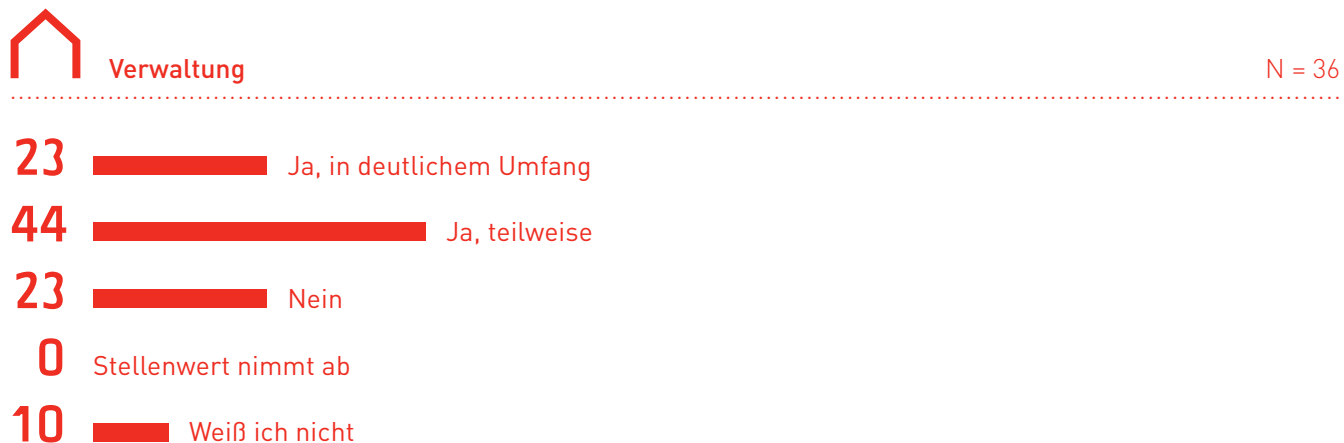 Verwaltung N = 36
23 Ja, in deutlichem Umfang
44 Ja, teilweise
23 Nein
0 Stellenwert nimmt ab
10 Weiß ich nicht